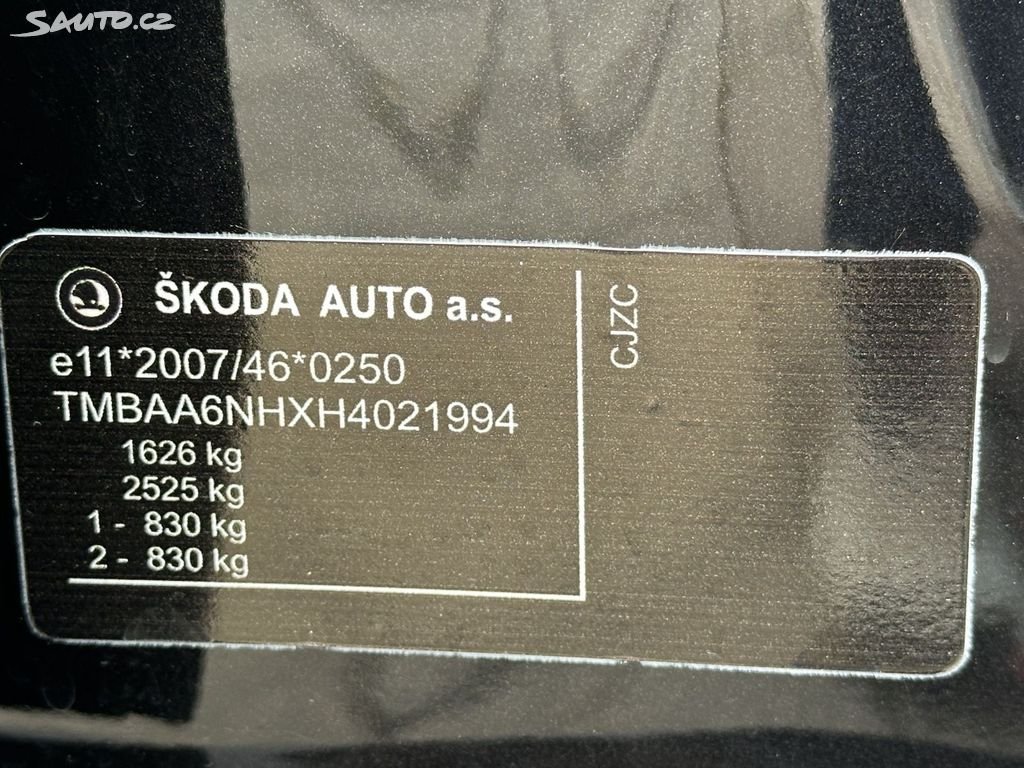 Sauto.cz
ŠKODA AUTO a.s.
e11*2007/46*0250
TMBAA6NHXH4021994
1626 kg
2525 kg
1 - 830 kg
2 - 830 kg
CJZC